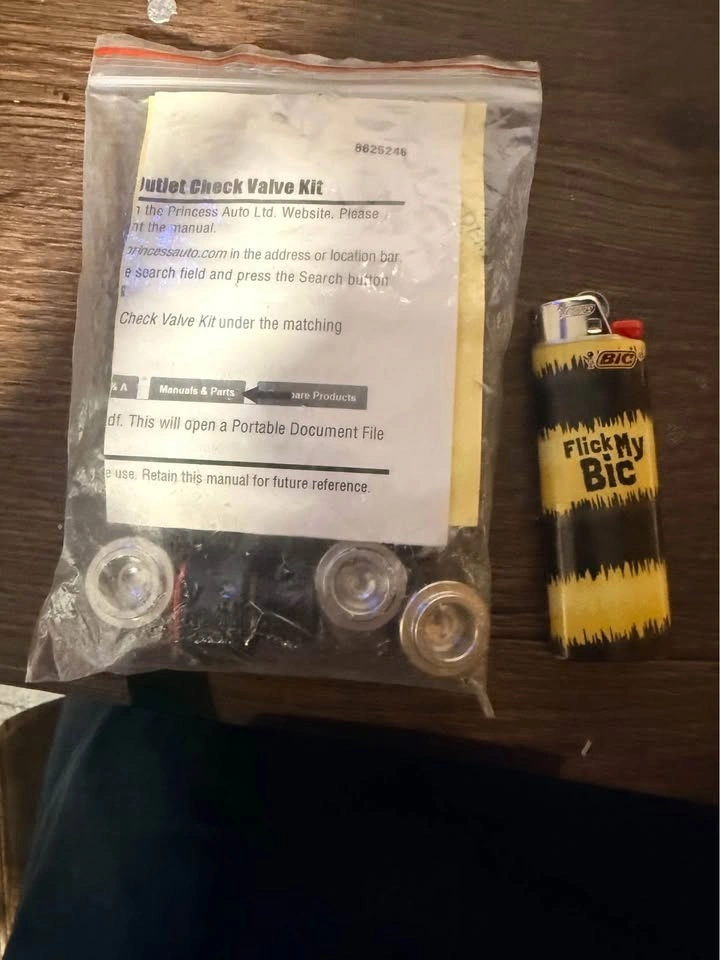 8625246
Outlet Check Valve Kit
n the Princess Auto Ltd. Website. Please
nt the manual.
princessauto.com in the address or location bar.
e search field and press the Search button
Check Valve Kit under the matching
& A
Manuals & Parts
pare Products
df. This will open a Portable Document File
e use. Retain this manual for future reference.
BIC
Flick My
Bic